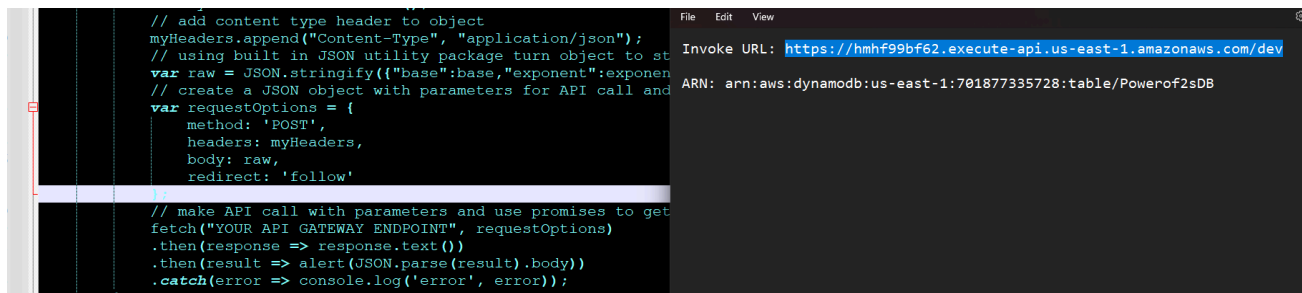 // add content type header to object
myHeaders.append("Content-Type", "application/json");
// using built in JSON utility package turn object to st
var raw = JSON.stringify({"base":base,"exponent":exponen
// create a JSON object with parameters for API call and
var requestOptions = {
method: 'POST',
headers: myHeaders,
body: raw,
redirect: 'follow'
};
// make API call with parameters and use promises to get
fetch("YOUR API GATEWAY ENDPOINT", requestOptions)
.then(response => response.text())
.then(result => alert(JSON.parse(result).body))
.catch(error => console.log('error', error));
File Edit View
Invoke URL: https://hmhf99bf62.execute-api.us-east-1.amazonaws.com/dev
ARN: arn:aws:dynamodb:us-east-1:701877335728:table/Powerof2sDB